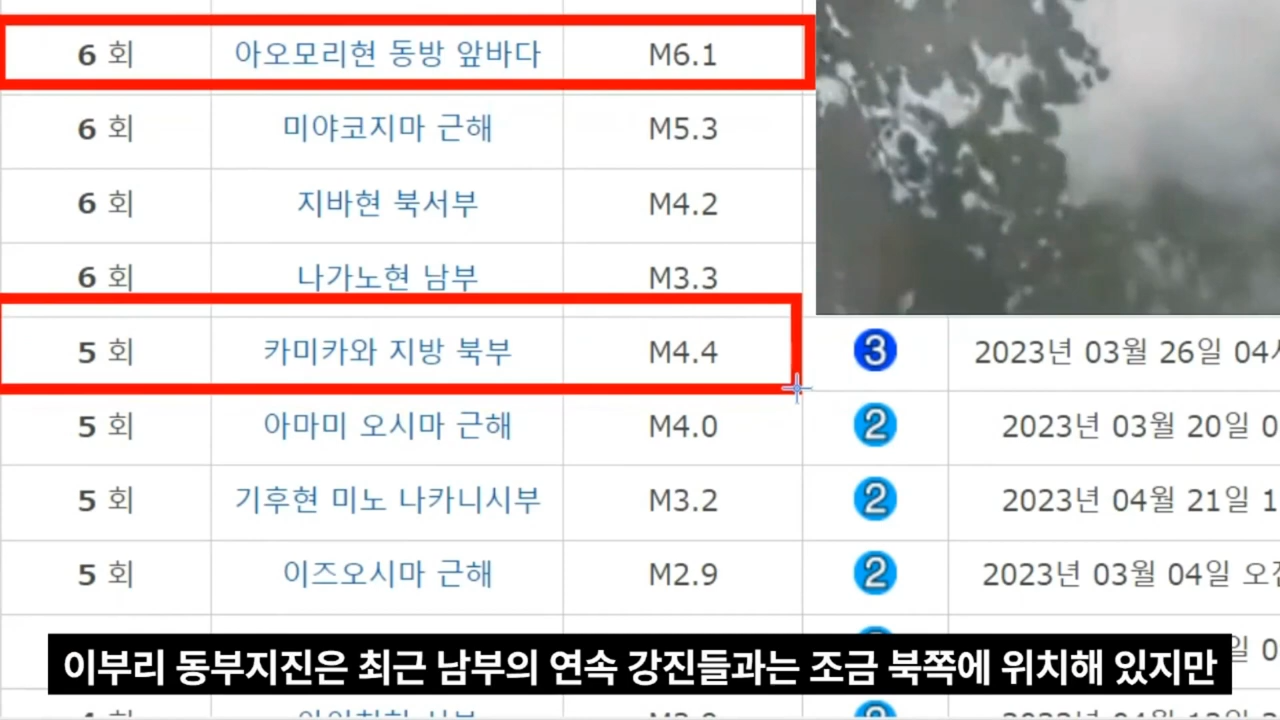 6 회 아오모리현 동방 앞바다 M6.1
6 회 미야코지마 근해 M5.3
6 회 지바현 북서부 M4.2
6 회 나가노현 남부 M3.3
5 회 카미카와 지방 북부 M4.4 3 2023년 03월 26일 04시
5 회 아마미 오시마 근해 M4.0 2 2023년 03월 20일 0
5 회 기후현 미노 나카니시부 M3.2 2 2023년 04월 21일 1
5 회 이즈오시마 근해 M2.9 2 2023년 03월 04일 오전
일 0
이부리 동부지진은 최근 남부의 연속 강진들과는 조금 북쪽에 위치해 있지만